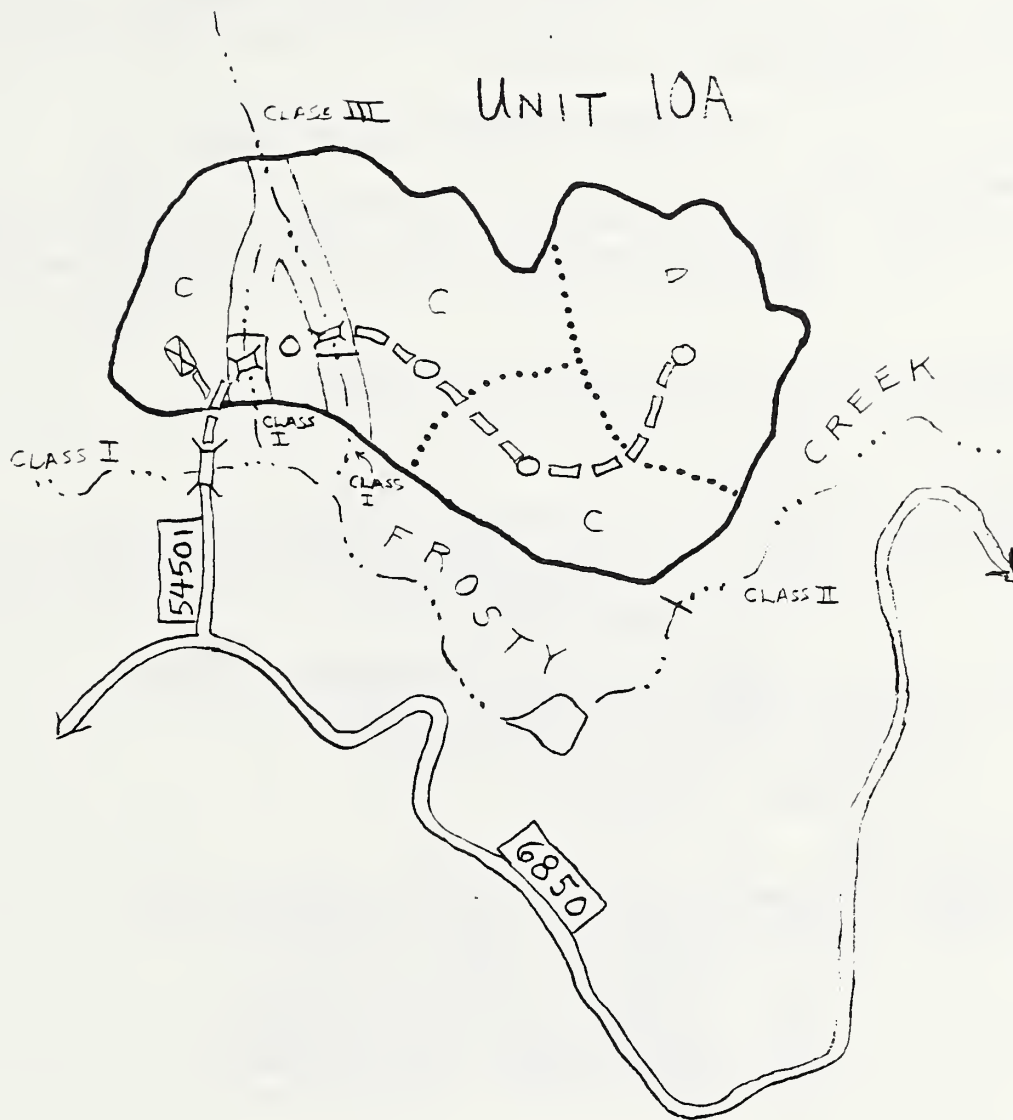 UNIT 10A
CLASS III
C
C
D
CLASS I
CLASS I
CLASS I
C
CREEK
FROSTY
CLASS II
54501
6850